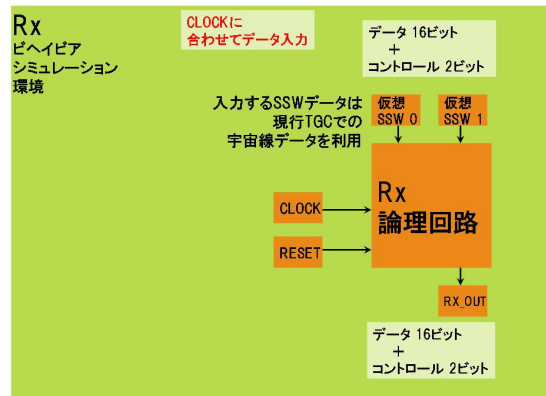 Rx
ビヘイビア
シミュレーション
環境
CLOCKに
合わせてデータ入力
データ 16ビット
+
コントロール 2ビット
入力するSSWデータは
現行TGCでの
宇宙線データを利用
仮想
SSW 0
仮想
SSW 1
Rx
論理回路
CLOCK
RESET
RX_OUT
データ 16ビット
+
コントロール 2ビット